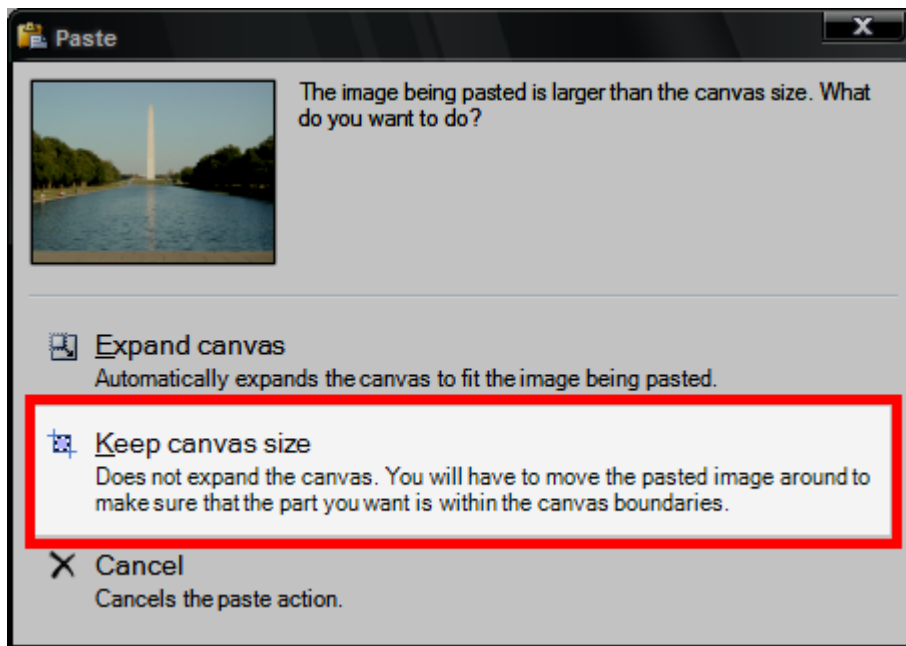 Paste
The image being pasted is larger than the canvas size. What
do you want to do?
Expand canvas
Automatically expands the canvas to fit the image being pasted.
Keep canvas size
Does not expand the canvas. You will have to move the pasted image around to
make sure that the part you want is within the canvas boundaries.
Cancel
Cancels the paste action.